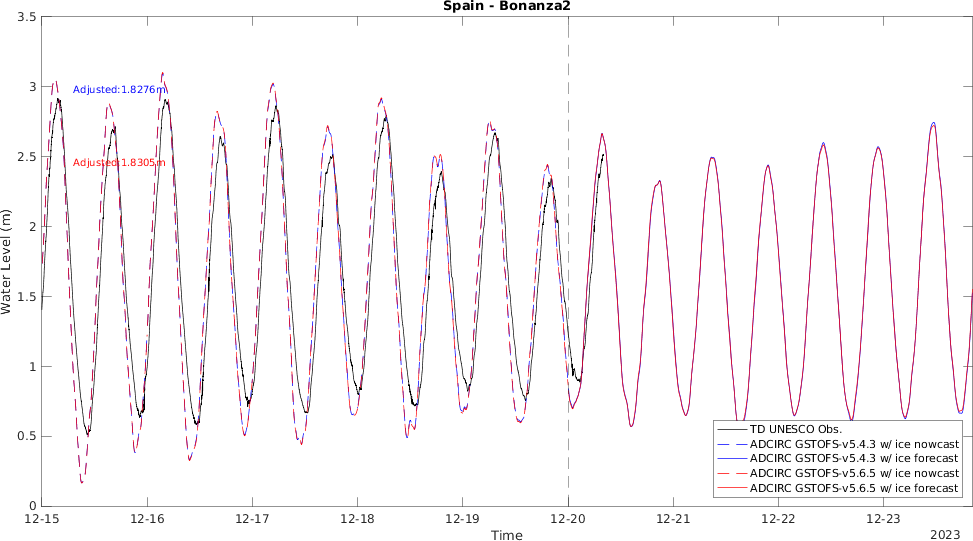 Spain - Bonanza2
3.5
3
2.5
2
1.5
1
0.5
0
Water Level (m)
Adjusted:1.8276m
Adjusted:1.8305m
TD UNESCO Obs.
ADCIRC GSTOFS-v5.4.3 w/ ice nowcast
ADCIRC GSTOFS-v5.4.3 w/ ice forecast
ADCIRC GSTOFS-v5.6.5 w/ ice nowcast
ADCIRC GSTOFS-v5.6.5 w/ ice forecast
12-15 12-16 12-17 12-18 12-19 12-20 12-21 12-22 12-23
Time
2023